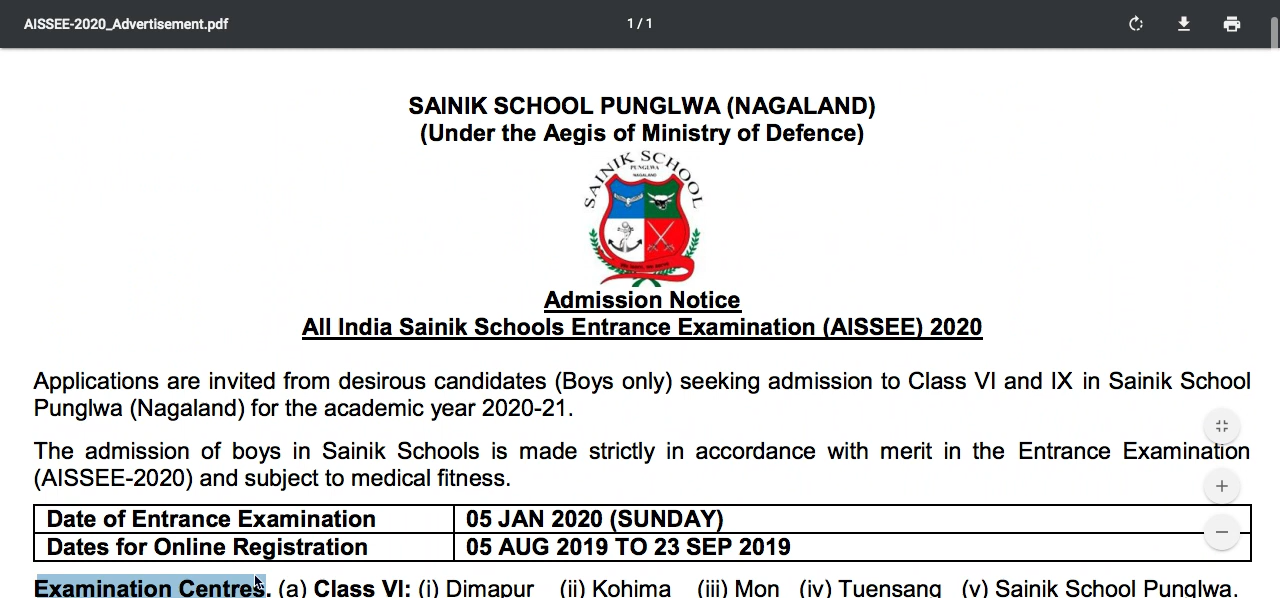 AISSEE-2020_Advertisement.pdf 1 / 1
SAINIK SCHOOL PUNGLWA (NAGALAND)
(Under the Aegis of Ministry of Defence)
SAINIK SCHOOL
PUNGLWA
NAGALAND
Admission Notice
All India Sainik Schools Entrance Examination (AISSEE) 2020
Applications are invited from desirous candidates (Boys only) seeking admission to Class VI and IX in Sainik School
Punglwa (Nagaland) for the academic year 2020-21.
The admission of boys in Sainik Schools is made strictly in accordance with merit in the Entrance Examination
(AISSEE-2020) and subject to medical fitness.
Date of Entrance Examination 05 JAN 2020 (SUNDAY)
Dates for Online Registration 05 AUG 2019 TO 23 SEP 2019
Examination Centres. (a) Class VI: (i) Dimapur (ii) Kohima (iii) Mon (iv) Tuensang (v) Sainik School Punglwa.